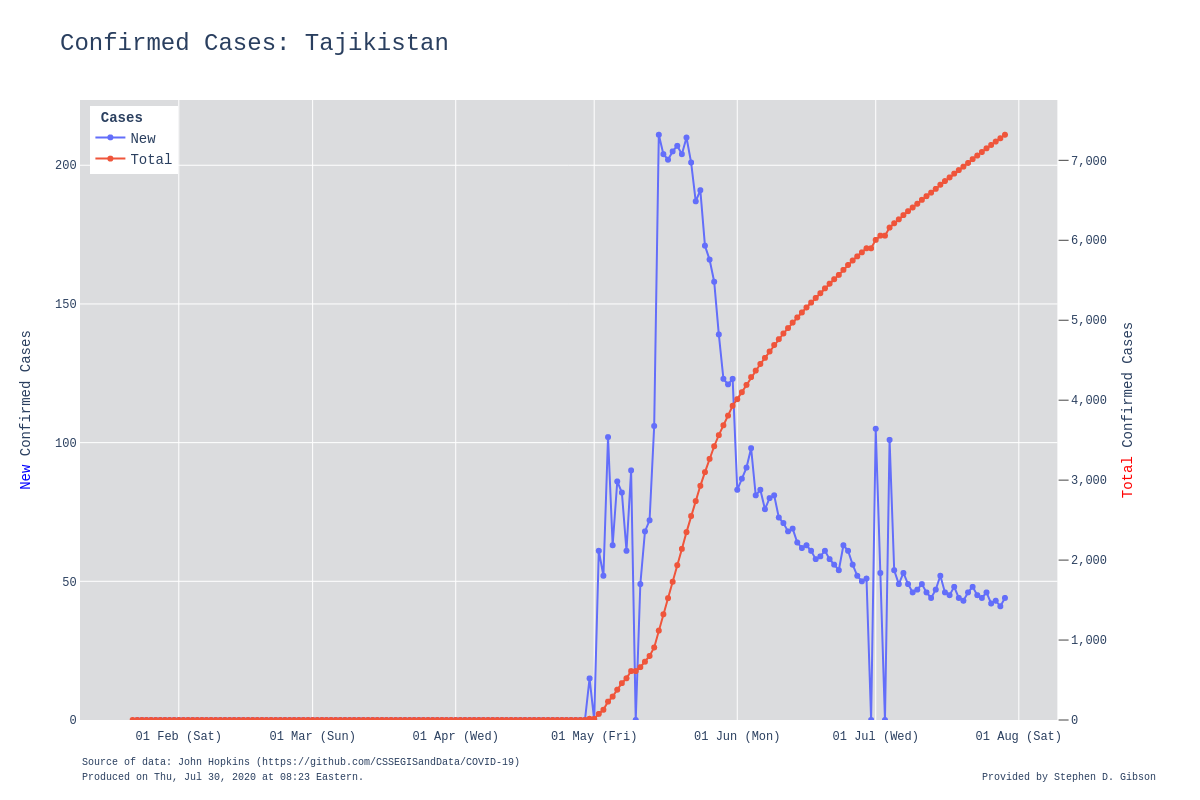 Confirmed Cases: Tajikistan
Cases
New
Total
200
150
100
50
0
New Confirmed Cases
7,000
6,000
5,000
4,000
3,000
2,000
1,000
0
Total Confirmed Cases
01 Feb (Sat) 01 Mar (Sun) 01 Apr (Wed) 01 May (Fri) 01 Jun (Mon) 01 Jul (Wed) 01 Aug (Sat)
Source of data: John Hopkins (https://github.com/CSSEGISandData/COVID-19)
Produced on Thu, Jul 30, 2020 at 08:23 Eastern.
Provided by Stephen D. Gibson